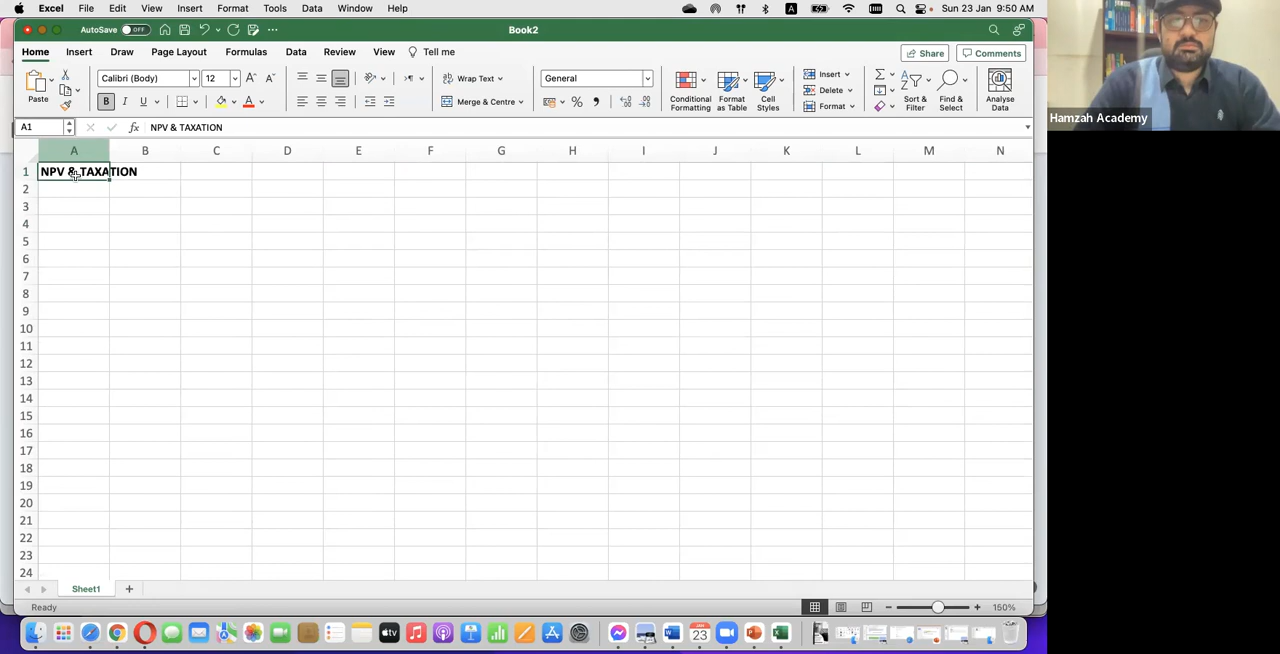 Excel File Edit View Insert Format Tools Data Window Help Sun 23 Jan 9:50 AM
AutoSave OFF Book2
Home Insert Draw Page Layout Formulas Data Review View Tell me Share Comments
Paste Calibri (Body) 12 Wrap Text General Conditional Formatting Format as Table Cell Styles Insert Sort & Filter Find & Select Analyse Data
Delete
B I U A Merge & Centre % Format
A1 fx NPV & TAXATION
A B C D E F G H I J K L M N
1 NPV & TAXATION
2
3
4
5
6
7
8
9
10
11
12
13
14
15
16
17
18
19
20
21
22
23
24
Sheet1
Ready 150%
Hamzah Academy